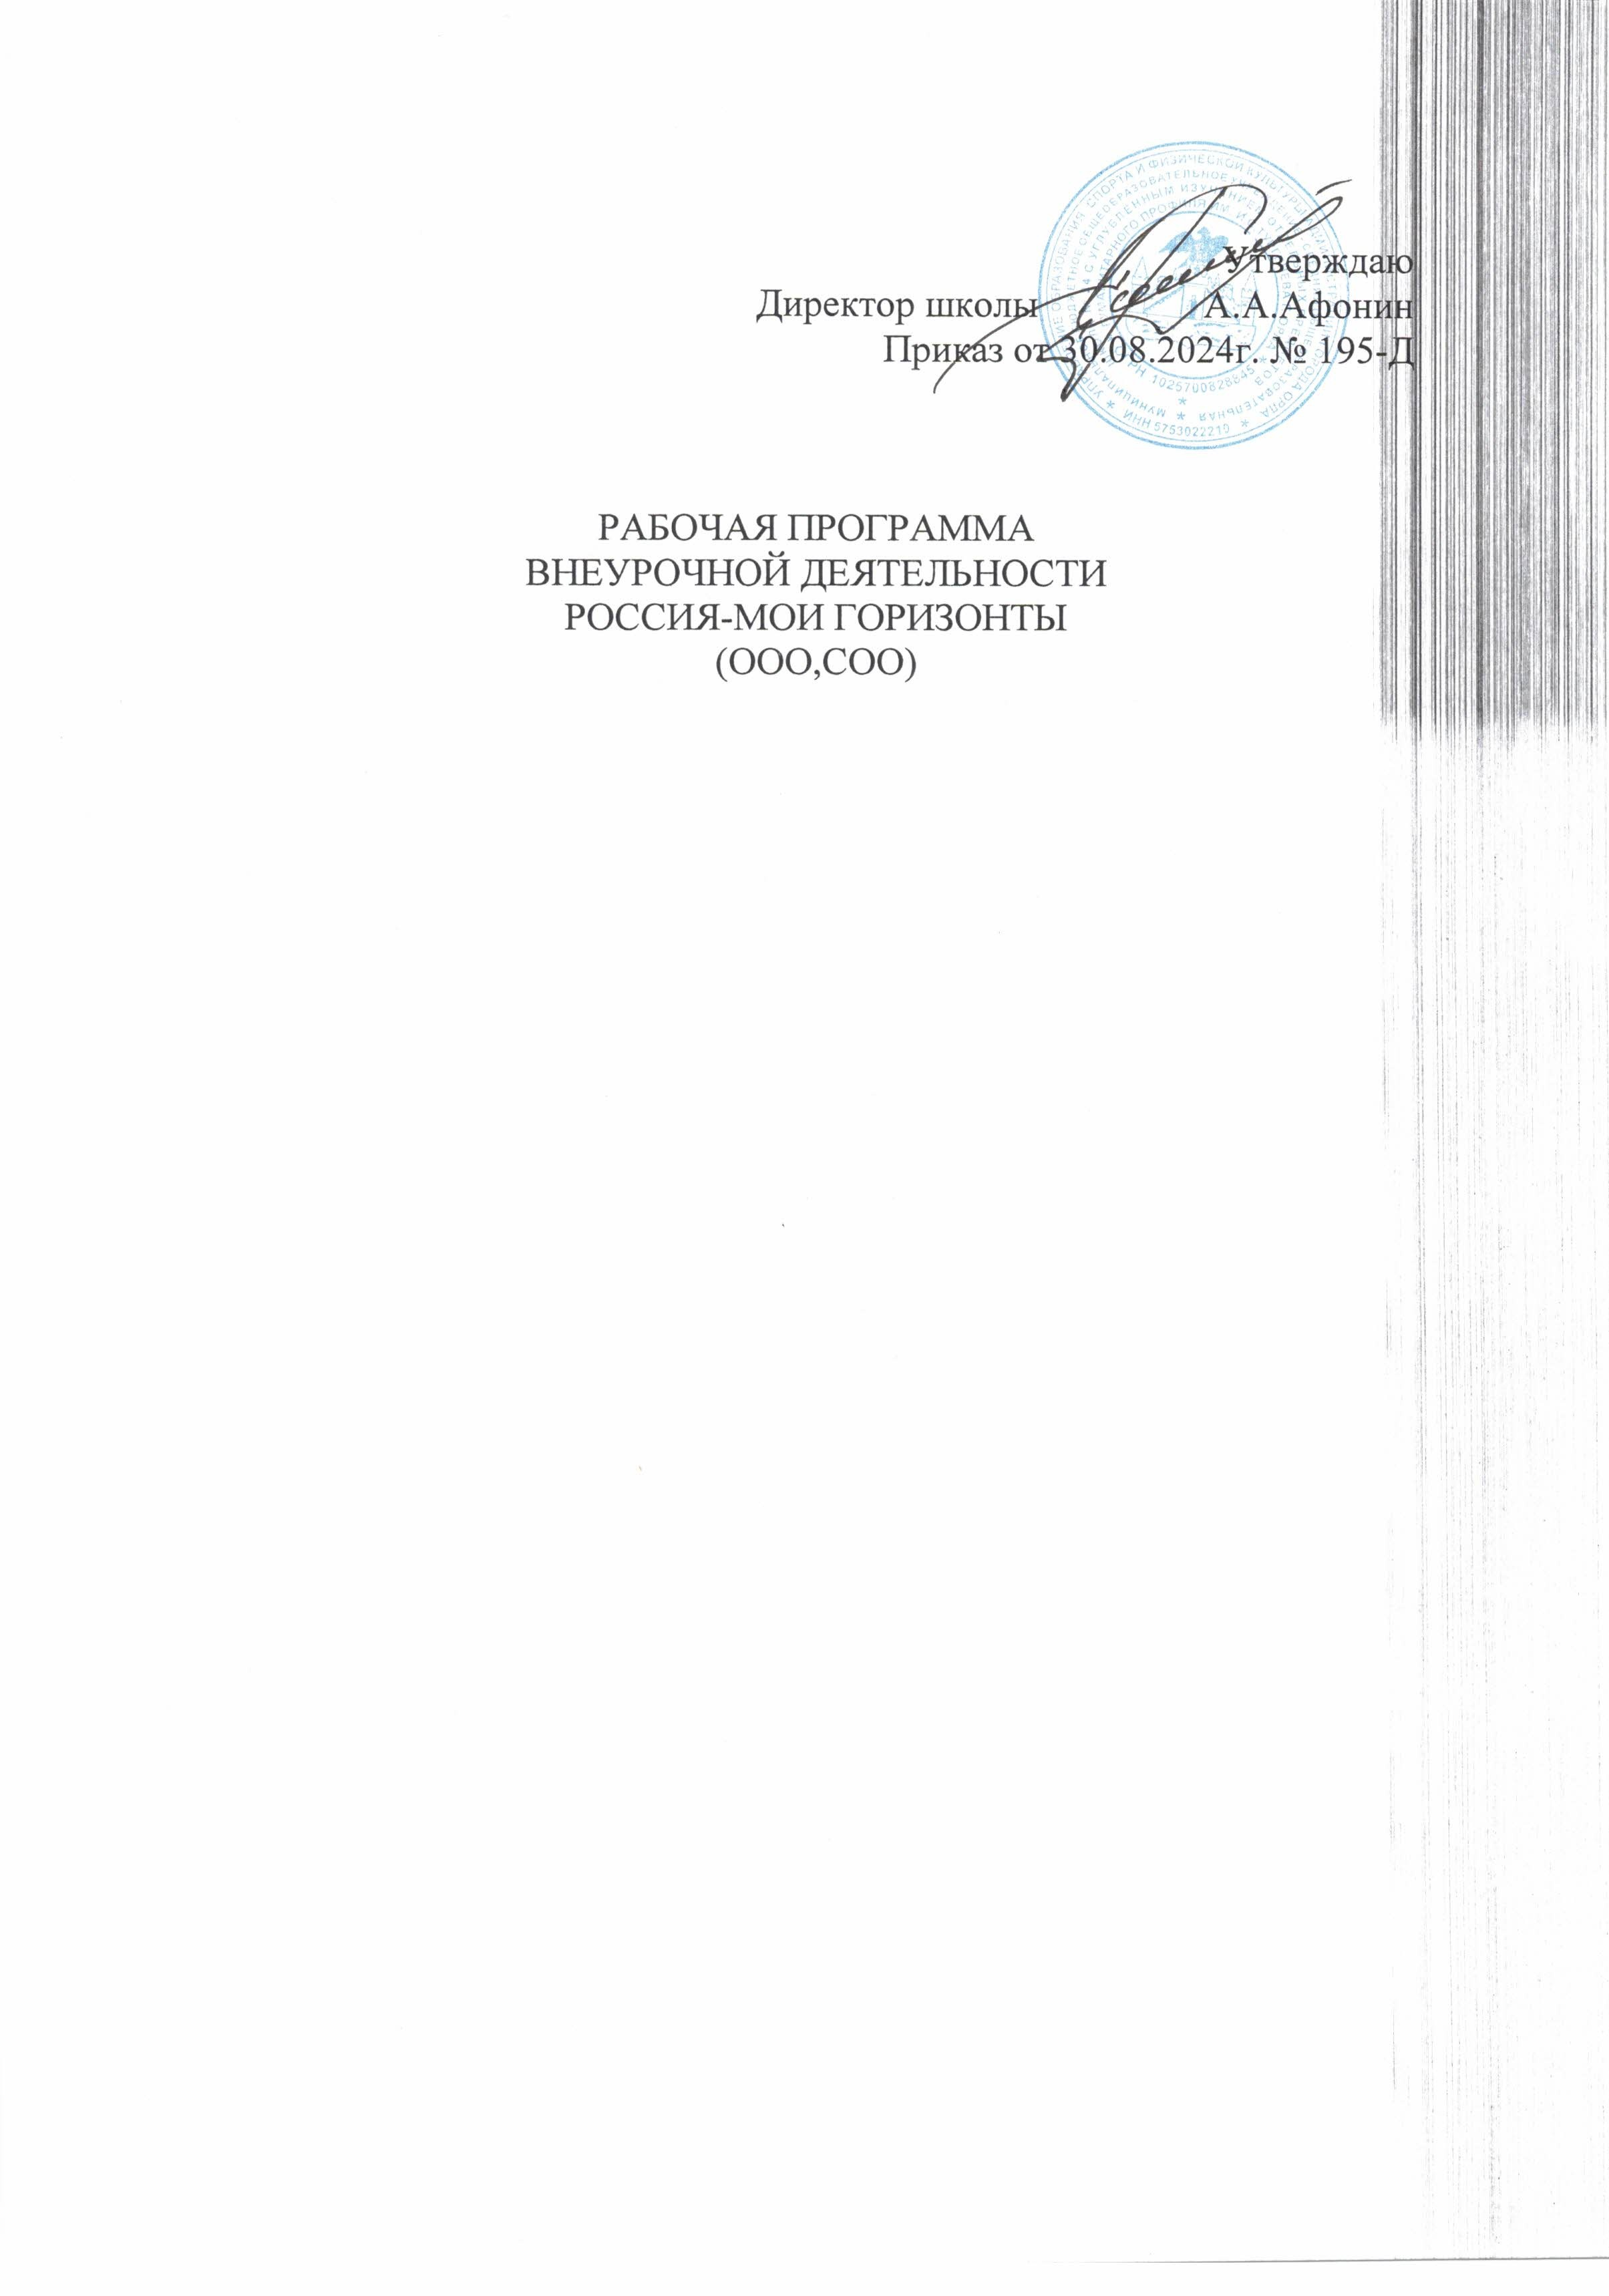 Утверждаю
Директор школы А.А.Афонин
Приказ от 30.08.2024г. № 195-Д
РАБОЧАЯ ПРОГРАММА
ВНЕУРОЧНОЙ ДЕЯТЕЛЬНОСТИ
РОССИЯ-МОИ ГОРИЗОНТЫ
(ООО,СОО)